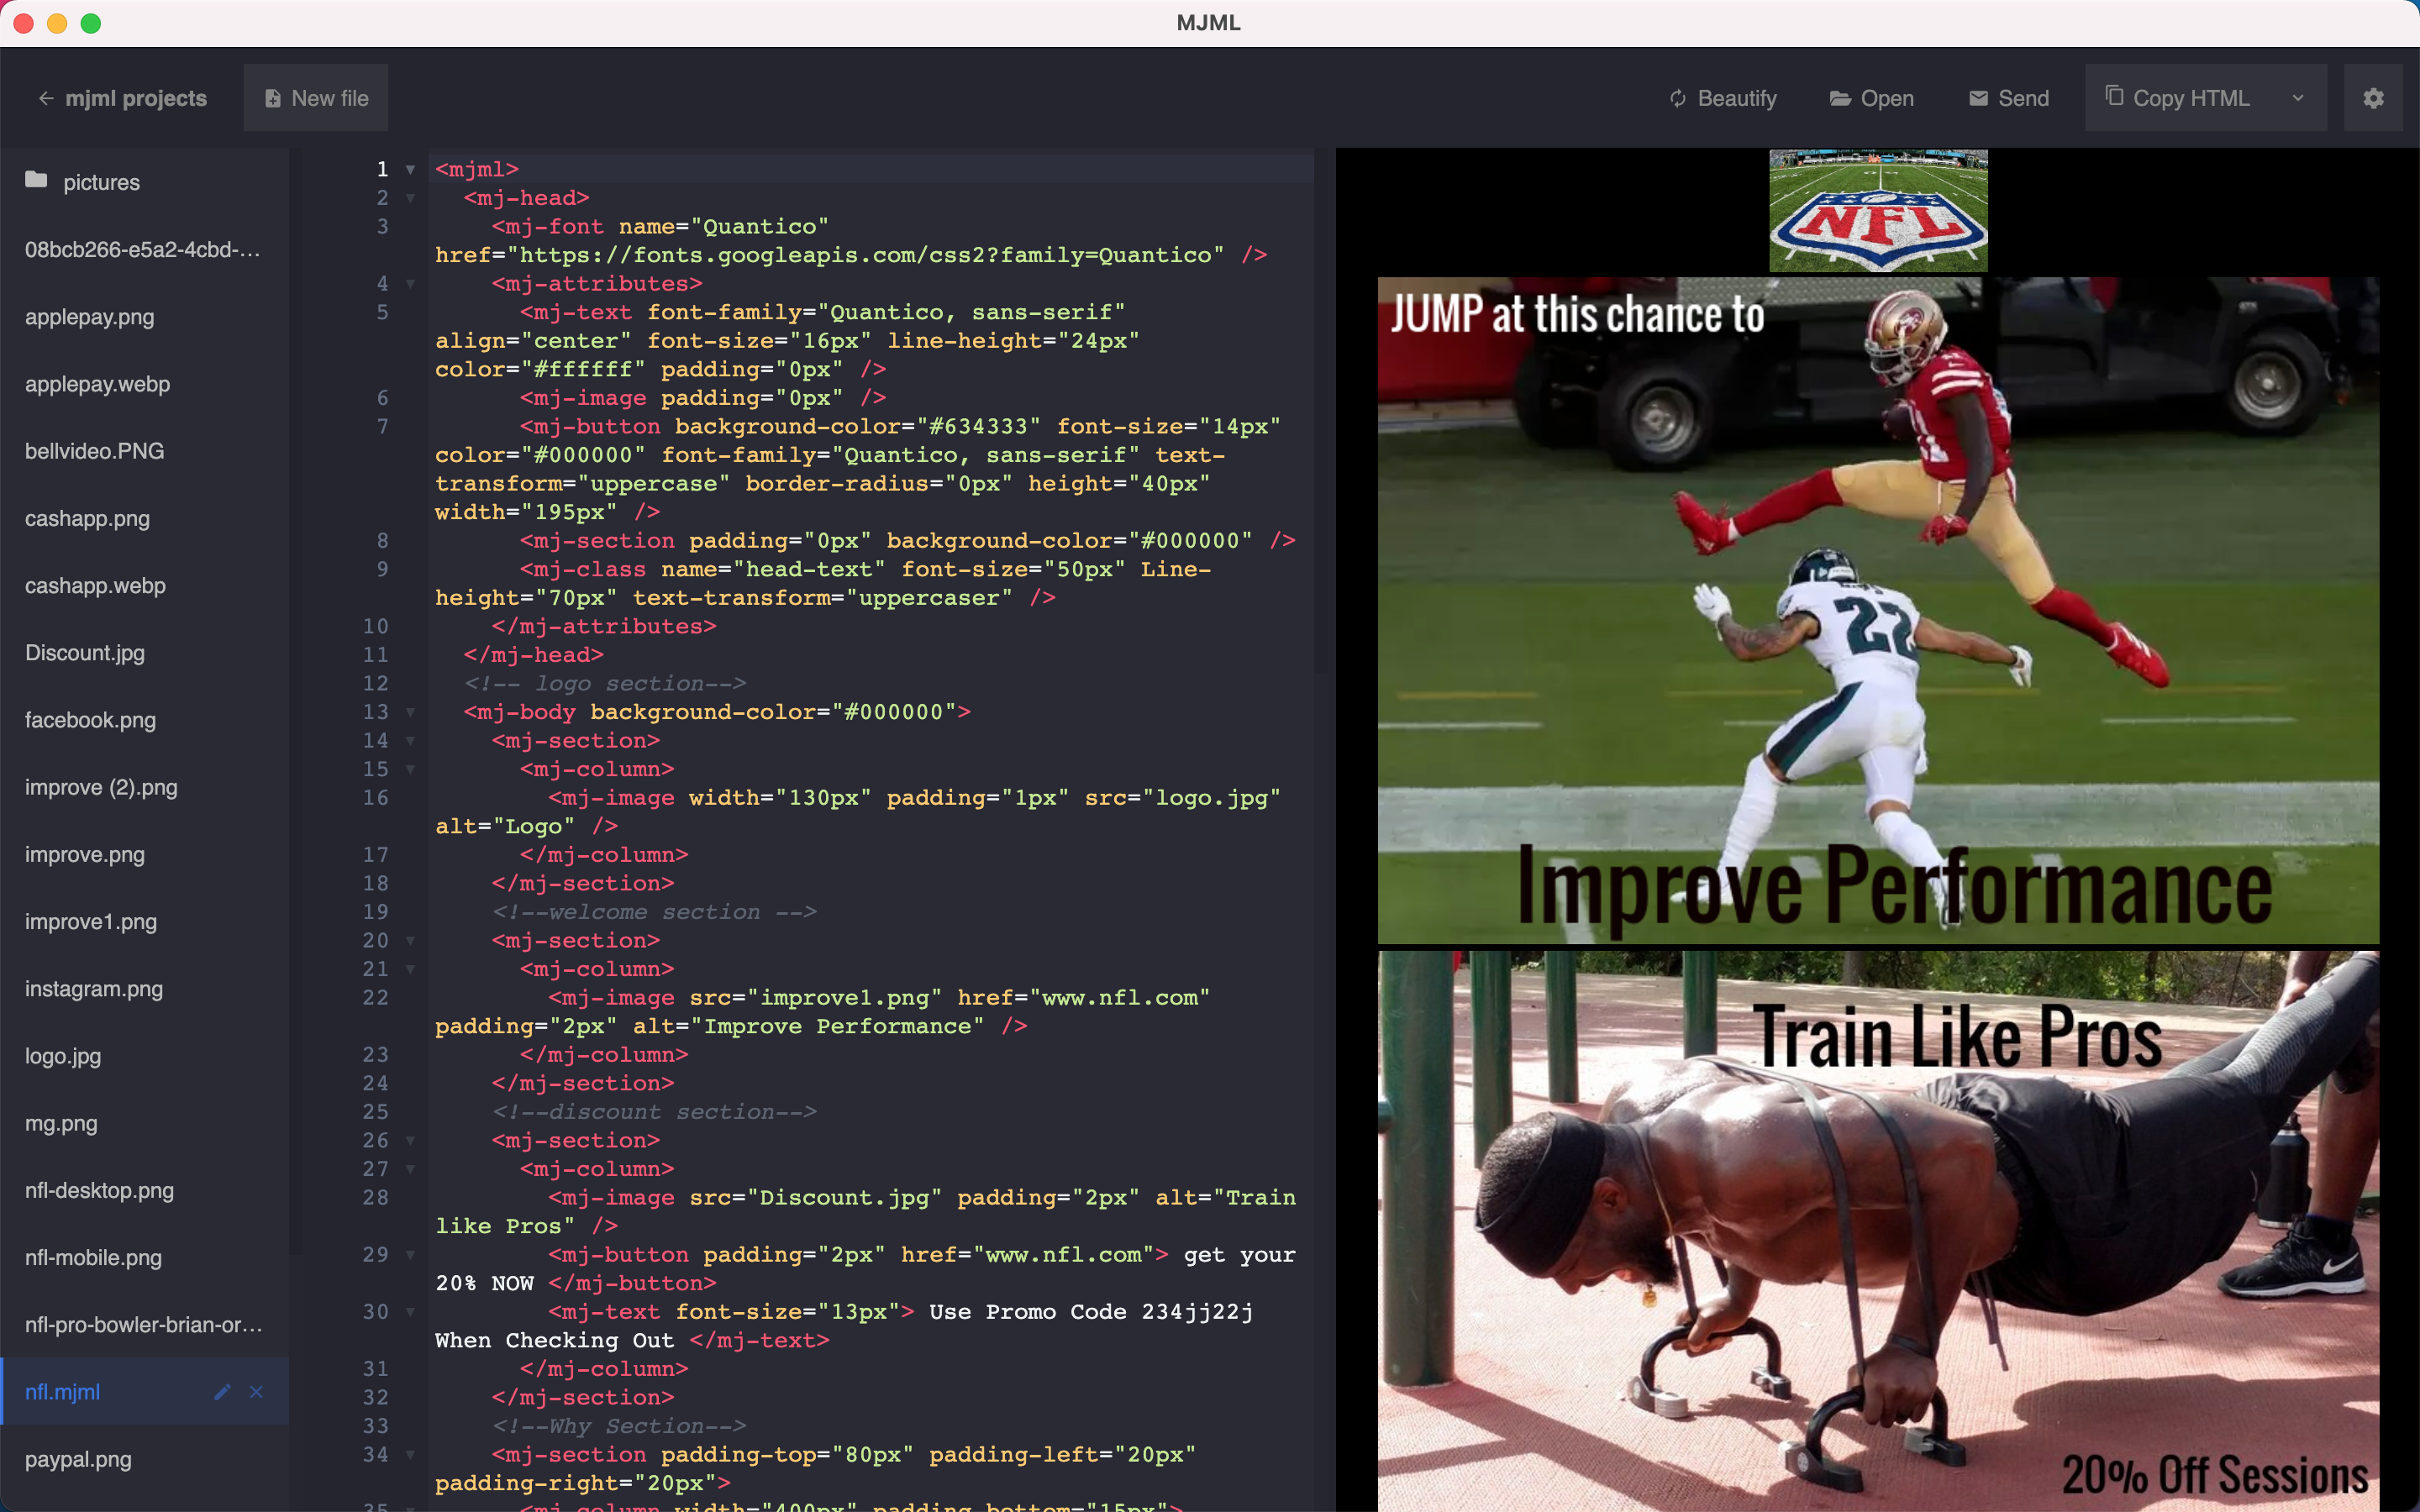 MJML
mjml projects
New file
Beautify
Open
Send
Copy HTML
pictures
08bcb266-e5a2-4cbd-...
applepay.png
applepay.webp
bellvideo.PNG
cashapp.png
cashapp.webp
Discount.jpg
facebook.png
improve (2).png
improve.png
improve1.png
instagram.png
logo.jpg
mg.png
nfl-desktop.png
nfl-mobile.png
nfl-pro-bowler-brian-or...
nfl.mjml
paypal.png
1 <mjml>
2 <mj-head>
3 <mj-font name="Quantico"
href="https://fonts.googleapis.com/css2?family=Quantico" />
4 <mj-attributes>
5 <mj-text font-family="Quantico, sans-serif"
align="center" font-size="16px" line-height="24px"
color="#ffffff" padding="0px" />
6 <mj-image padding="0px" />
7 <mj-button background-color="#634333" font-size="14px"
color="#000000" font-family="Quantico, sans-serif" text-
transform="uppercase" border-radius="0px" height="40px"
width="195px" />
8 <mj-section padding="0px" background-color="#000000" />
9 <mj-class name="head-text" font-size="50px" Line-
height="70px" text-transform="uppercaser" />
10 </mj-attributes>
11 </mj-head>
12 <!-- logo section-->
13 <mj-body background-color="#000000">
14 <mj-section>
15 <mj-column>
16 <mj-image width="130px" padding="1px" src="logo.jpg"
alt="Logo" />
17 </mj-column>
18 </mj-section>
19 <!--welcome section -->
20 <mj-section>
21 <mj-column>
22 <mj-image src="improve1.png" href="www.nfl.com"
padding="2px" alt="Improve Performance" />
23 </mj-column>
24 </mj-section>
25 <!--discount section-->
26 <mj-section>
27 <mj-column>
28 <mj-image src="Discount.jpg" padding="2px" alt="Train
like Pros" />
29 <mj-button padding="2px" href="www.nfl.com"> get your
20% NOW </mj-button>
30 <mj-text font-size="13px"> Use Promo Code 234jj22j
When Checking Out </mj-text>
31 </mj-column>
32 </mj-section>
33 <!--Why Section-->
34 <mj-section padding-top="80px" padding-left="20px"
padding-right="20px">
35 <mj-column width="400px" padding-bottom="15px">
NFL
JUMP at this chance to
22
Improve Performance
Train Like Pros
20% Off Sessions